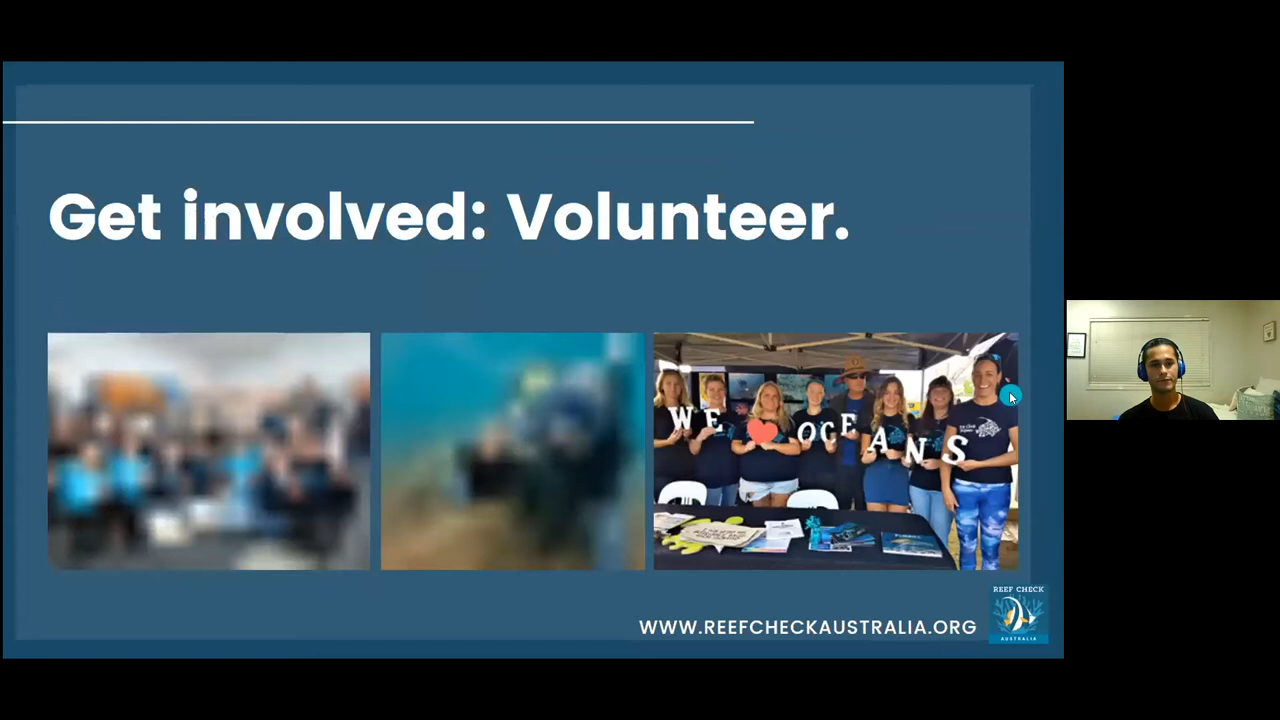 Get involved: Volunteer.
WE ❤ OCEANS
WWW.REEFCHECKAUSTRALIA.ORG
REEF CHECK
AUSTRALIA